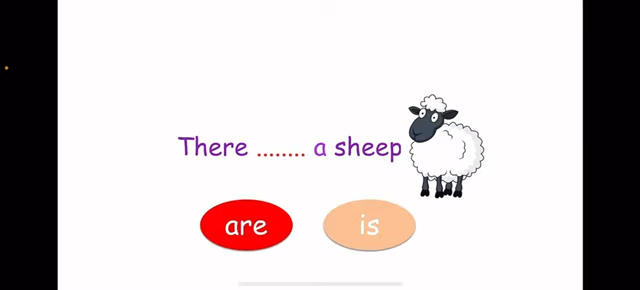 There ........ a sheep
are is